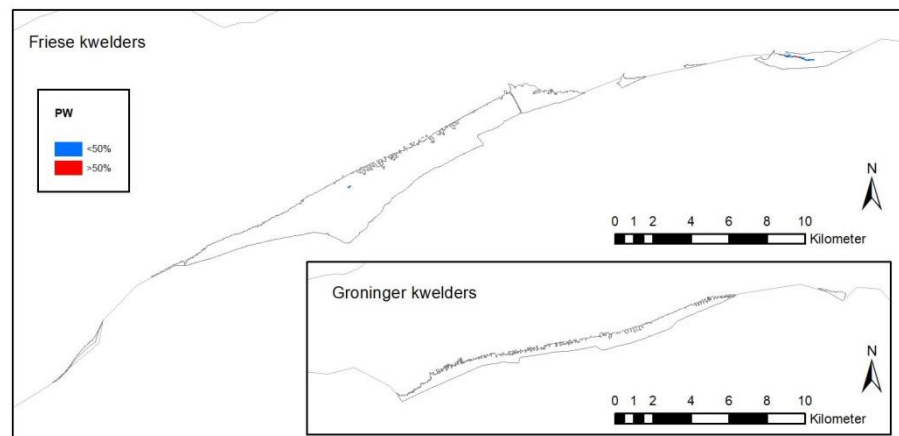 Friese kwelders
PW
<50%
>50%
N
0 1 2 4 6 8 10
Kilometer
Groninger kwelders
N
0 1 2 4 6 8 10
Kilometer